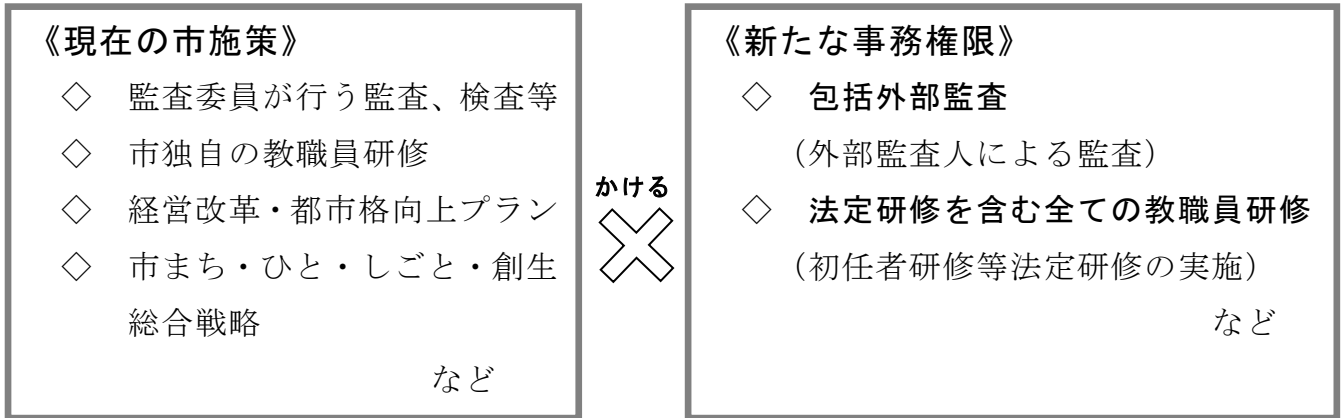 《現在の市施策》
◇ 監査委員が行う監査、検査等
◇ 市独自の教職員研修
◇ 経営改革・都市格向上プラン
◇ 市まち・ひと・しごと・創生
総合戦略
など
かける
《新たな事務権限》
◇ 包括外部監査
（外部監査人による監査）
◇ 法定研修を含む全ての教職員研修
（初任者研修等法定研修の実施）
など